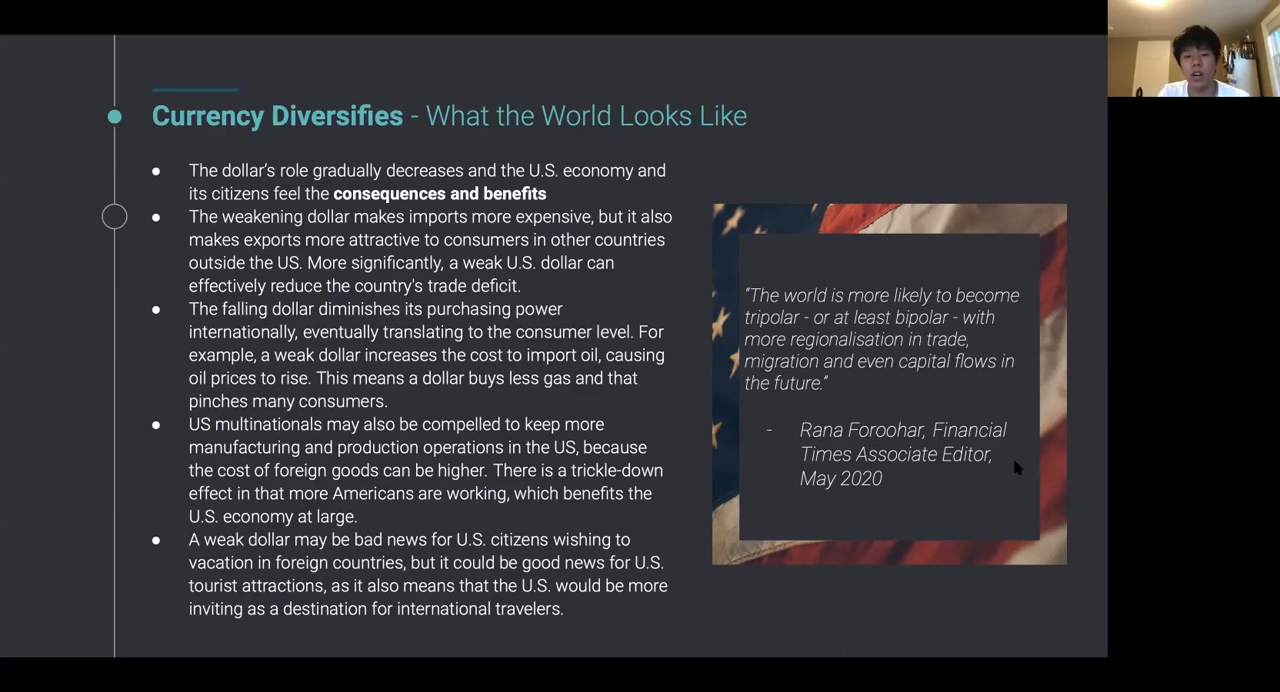 Currency Diversifies - What the World Looks Like
● The dollar's role gradually decreases and the U.S. economy and
its citizens feel the consequences and benefits
● The weakening dollar makes imports more expensive, but it also
makes exports more attractive to consumers in other countries
outside the US. More significantly, a weak U.S. dollar can
effectively reduce the country's trade deficit.
● The falling dollar diminishes its purchasing power
internationally, eventually translating to the consumer level. For
example, a weak dollar increases the cost to import oil, causing
oil prices to rise. This means a dollar buys less gas and that
pinches many consumers.
● US multinationals may also be compelled to keep more
manufacturing and production operations in the US, because
the cost of foreign goods can be higher. There is a trickle-down
effect in that more Americans are working, which benefits the
U.S. economy at large.
● A weak dollar may be bad news for U.S. citizens wishing to
vacation in foreign countries, but it could be good news for U.S.
tourist attractions, as it also means that the U.S. would be more
inviting as a destination for international travelers.
"The world is more likely to become
tripolar - or at least bipolar - with
more regionalisation in trade,
migration and even capital flows in
the future."
- Rana Foroohar, Financial
Times Associate Editor,
May 2020